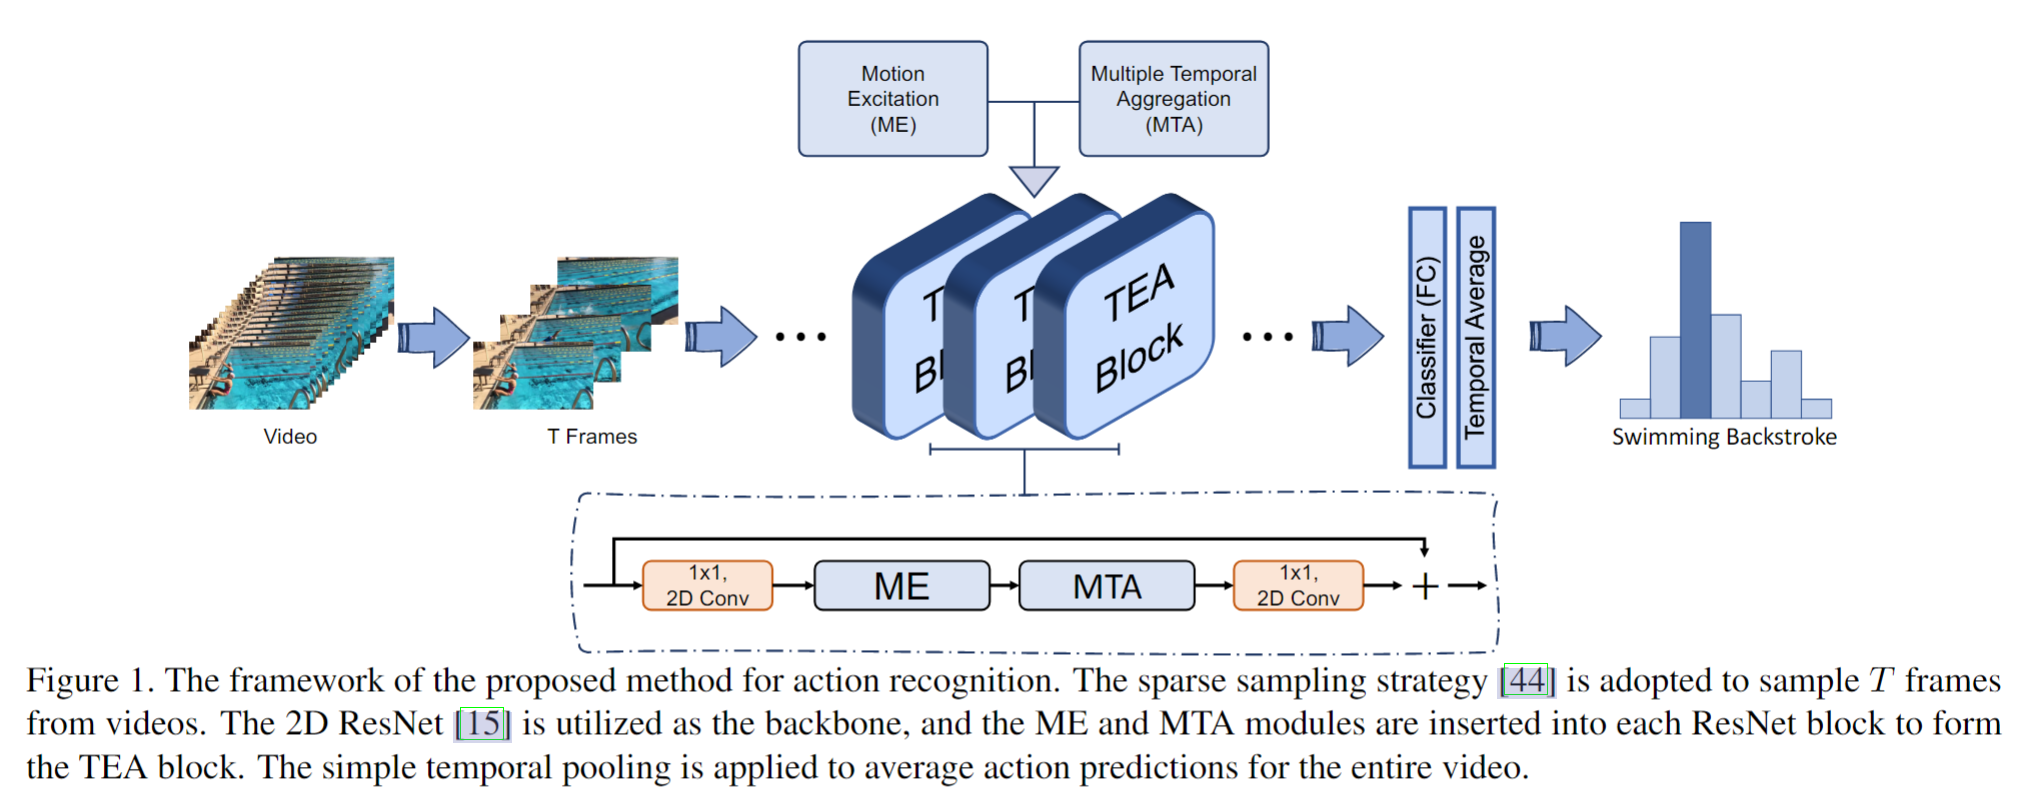 Motion
Excitation
(ME)
Multiple Temporal
Aggregation
(MTA)
T
Bl
T
Bl
TEA
Block
Classifier (FC)
Temporal Average
Video
T Frames
Swimming Backstroke
1x1,
2D Conv
ME
MTA
1x1,
2D Conv
+
Figure 1. The framework of the proposed method for action recognition. The sparse sampling strategy [44] is adopted to sample T frames
from videos. The 2D ResNet [15] is utilized as the backbone, and the ME and MTA modules are inserted into each ResNet block to form
the TEA block. The simple temporal pooling is applied to average action predictions for the entire video.